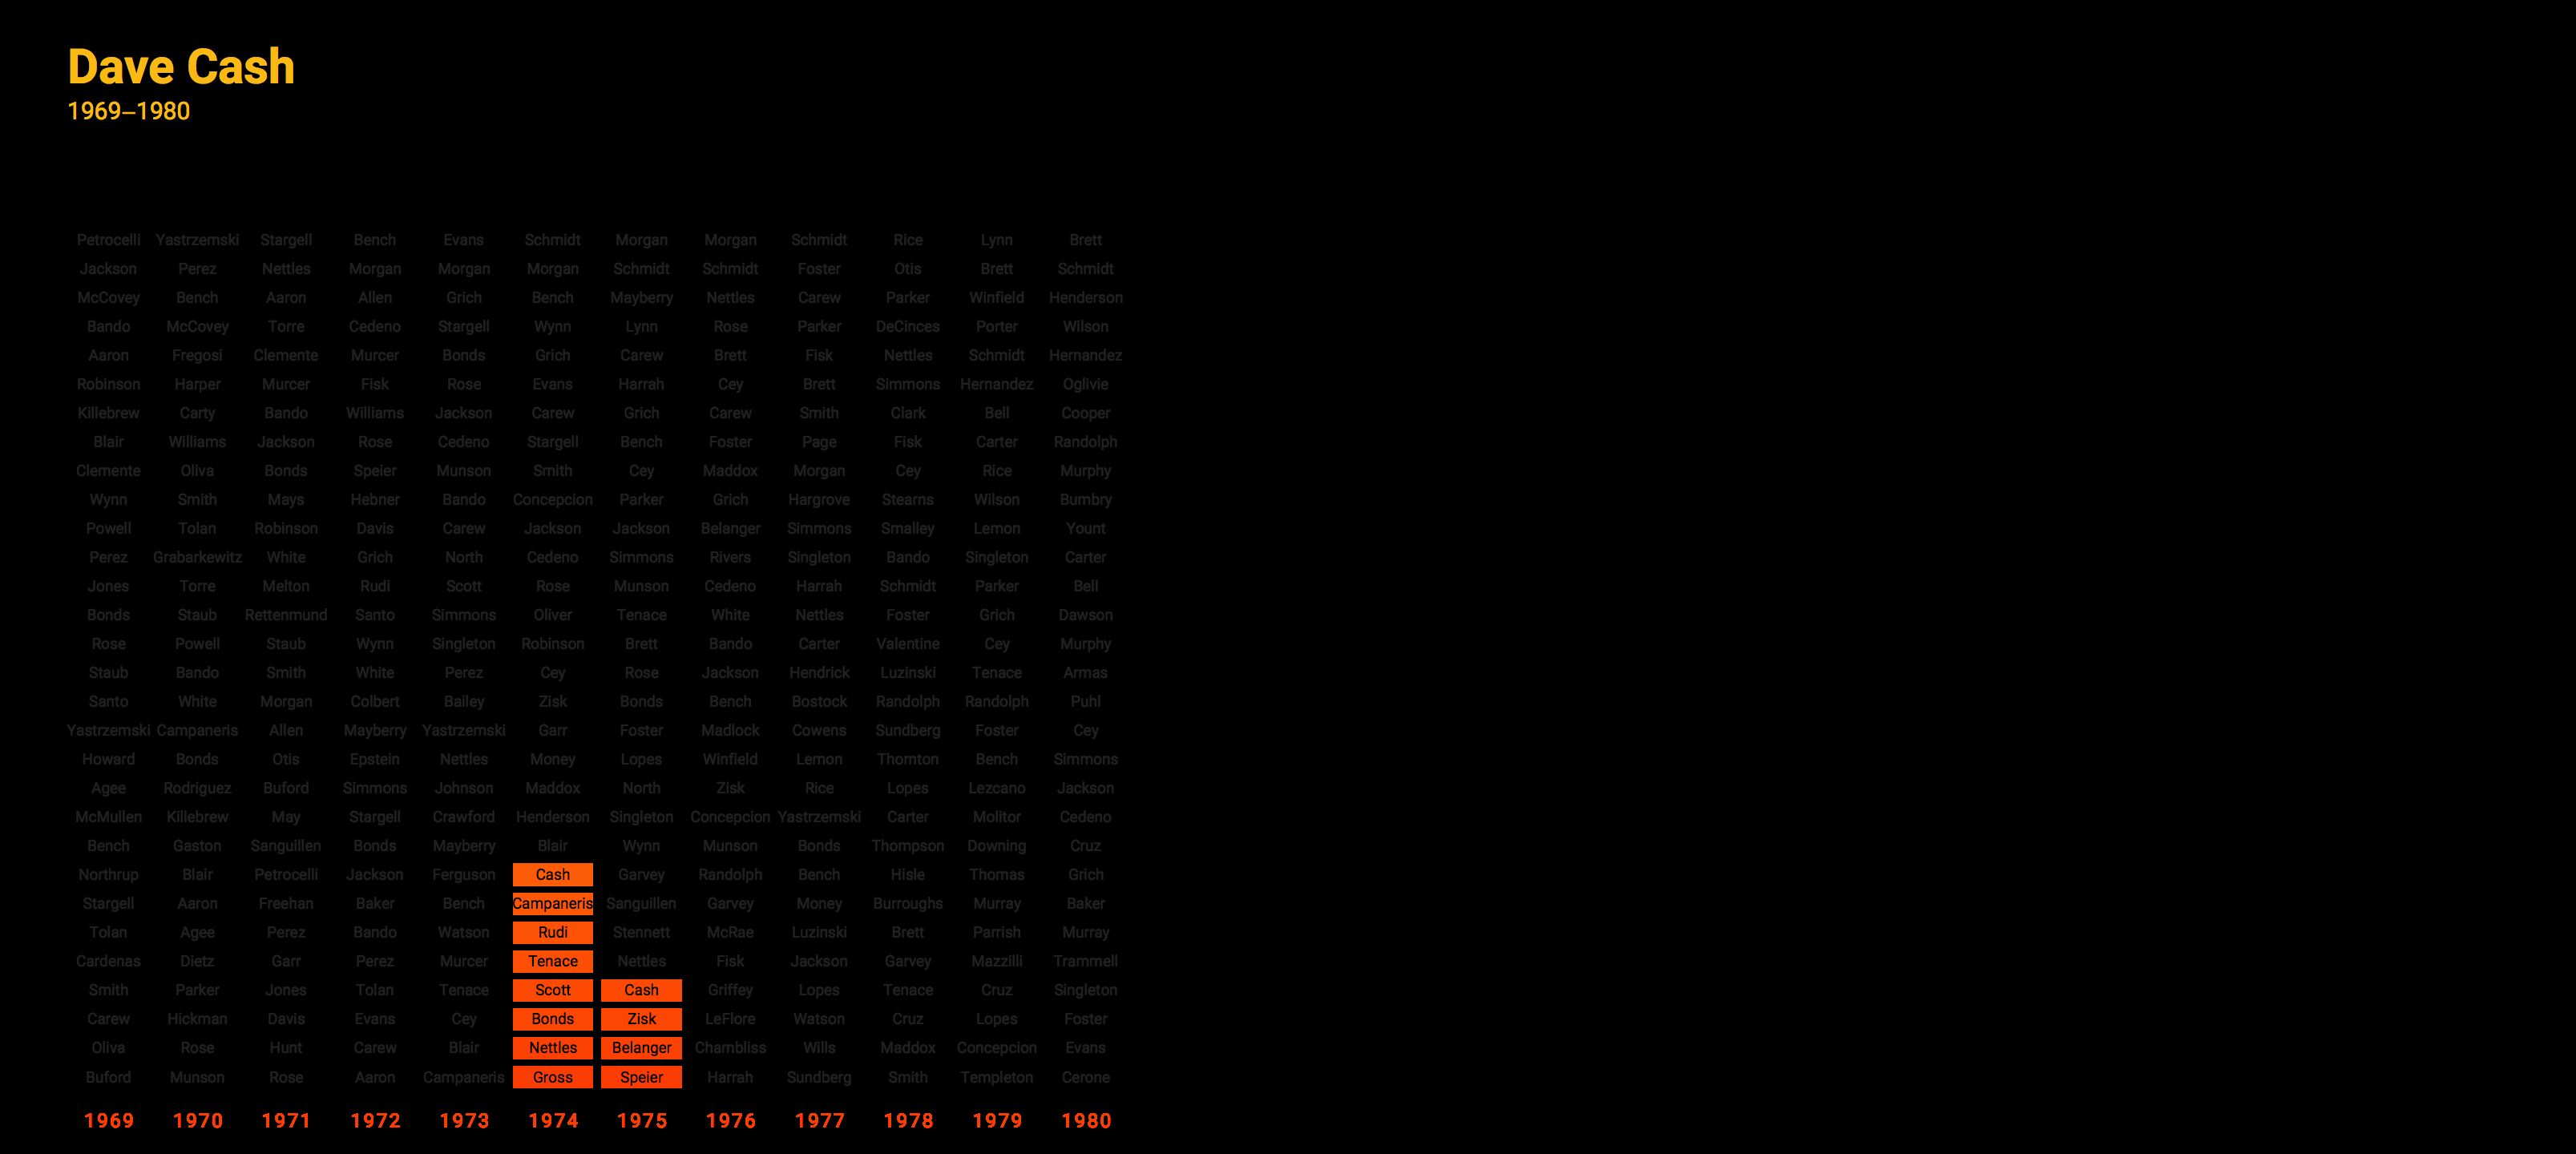 Dave Cash
1969–1980
Petrocelli Yastrzemski Stargell Bench Evans Schmidt Morgan Morgan Schmidt Rice Lynn Brett
Jackson Perez Nettles Morgan Morgan Morgan Schmidt Schmidt Foster Otis Brett Schmidt
McCovey Bench Aaron Allen Grich Bench Mayberry Nettles Carew Parker Winfield Henderson
Bando McCovey Torre Cedeno Stargell Wynn Lynn Rose Parker DeCinces Porter Wilson
Aaron Fregosi Clemente Murcer Bonds Grich Carew Brett Fisk Nettles Schmidt Hernandez
Robinson Harper Murcer Fisk Rose Evans Harrah Cey Brett Simmons Hernandez Oglivie
Killebrew Carty Bando Williams Jackson Carew Grich Carew Smith Clark Bell Cooper
Blair Williams Jackson Rose Cedeno Stargell Bench Foster Page Fisk Carter Randolph
Clemente Oliva Bonds Speier Munson Smith Cey Maddox Morgan Cey Rice Murphy
Wynn Smith Mays Hebner Bando Concepcion Parker Grich Hargrove Stearns Wilson Bumbry
Powell Tolan Robinson Davis Carew Jackson Jackson Belanger Simmons Smalley Lemon Yount
Perez Grabarkewitz White Grich North Cedeno Simmons Rivers Singleton Bando Singleton Carter
Jones Torre Melton Rudi Scott Rose Munson Cedeno Harrah Schmidt Parker Bell
Bonds Staub Rettenmund Santo Simmons Oliver Tenace White Nettles Foster Grich Dawson
Rose Powell Staub Wynn Singleton Robinson Brett Bando Carter Valentine Cey Murphy
Staub Bando Smith White Perez Cey Rose Jackson Hendrick Luzinski Tenace Armas
Santo White Morgan Colbert Bailey Zisk Bonds Bench Bostock Randolph Randolph Puhl
Yastrzemski Campaneris Allen Mayberry Yastrzemski Garr Foster Madlock Cowens Sundberg Foster Cey
Howard Bonds Otis Epstein Nettles Money Lopes Winfield Lemon Thornton Bench Simmons
Agee Rodriguez Buford Simmons Johnson Maddox North Zisk Rice Lopes Lezcano Jackson
McMullen Killebrew May Stargell Crawford Henderson Singleton Concepcion Yastrzemski Carter Molitor Cedeno
Bench Gaston Sanguillen Bonds Mayberry Blair Wynn Munson Bonds Thompson Downing Cruz
Northrup Blair Petrocelli Jackson Ferguson Cash Garvey Randolph Bench Hisle Thomas Grich
Stargell Aaron Freehan Baker Bench Campaneris Sanguillen Garvey Money Burroughs Murray Baker
Tolan Agee Perez Bando Watson Rudi Stennett McRae Luzinski Brett Parrish Murray
Cardenas Dietz Garr Perez Murcer Tenace Nettles Fisk Jackson Garvey Mazzilli Trammell
Smith Parker Jones Tolan Tenace Scott Cash Griffey Lopes Tenace Cruz Singleton
Carew Hickman Davis Evans Cey Bonds Zisk LeFlore Watson Cruz Lopes Foster
Oliva Rose Hunt Carew Blair Nettles Belanger Chambliss Wills Maddox Concepcion Evans
Buford Munson Rose Aaron Campaneris Gross Speier Harrah Sundberg Smith Templeton Cerone
1969 1970 1971 1972 1973 1974 1975 1976 1977 1978 1979 1980